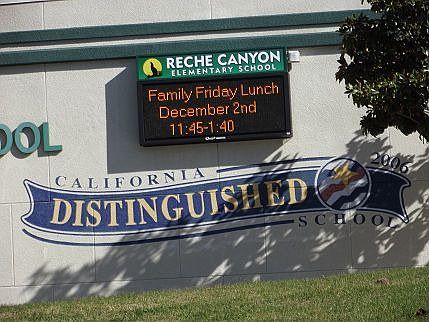 RECHE CANYON
ELEMENTARY SCHOOL
Family Friday Lunch
December 2nd
11:45-1:40
OOL
CALIFORNIA 2006
DISTINGUISHED
SCHOOL